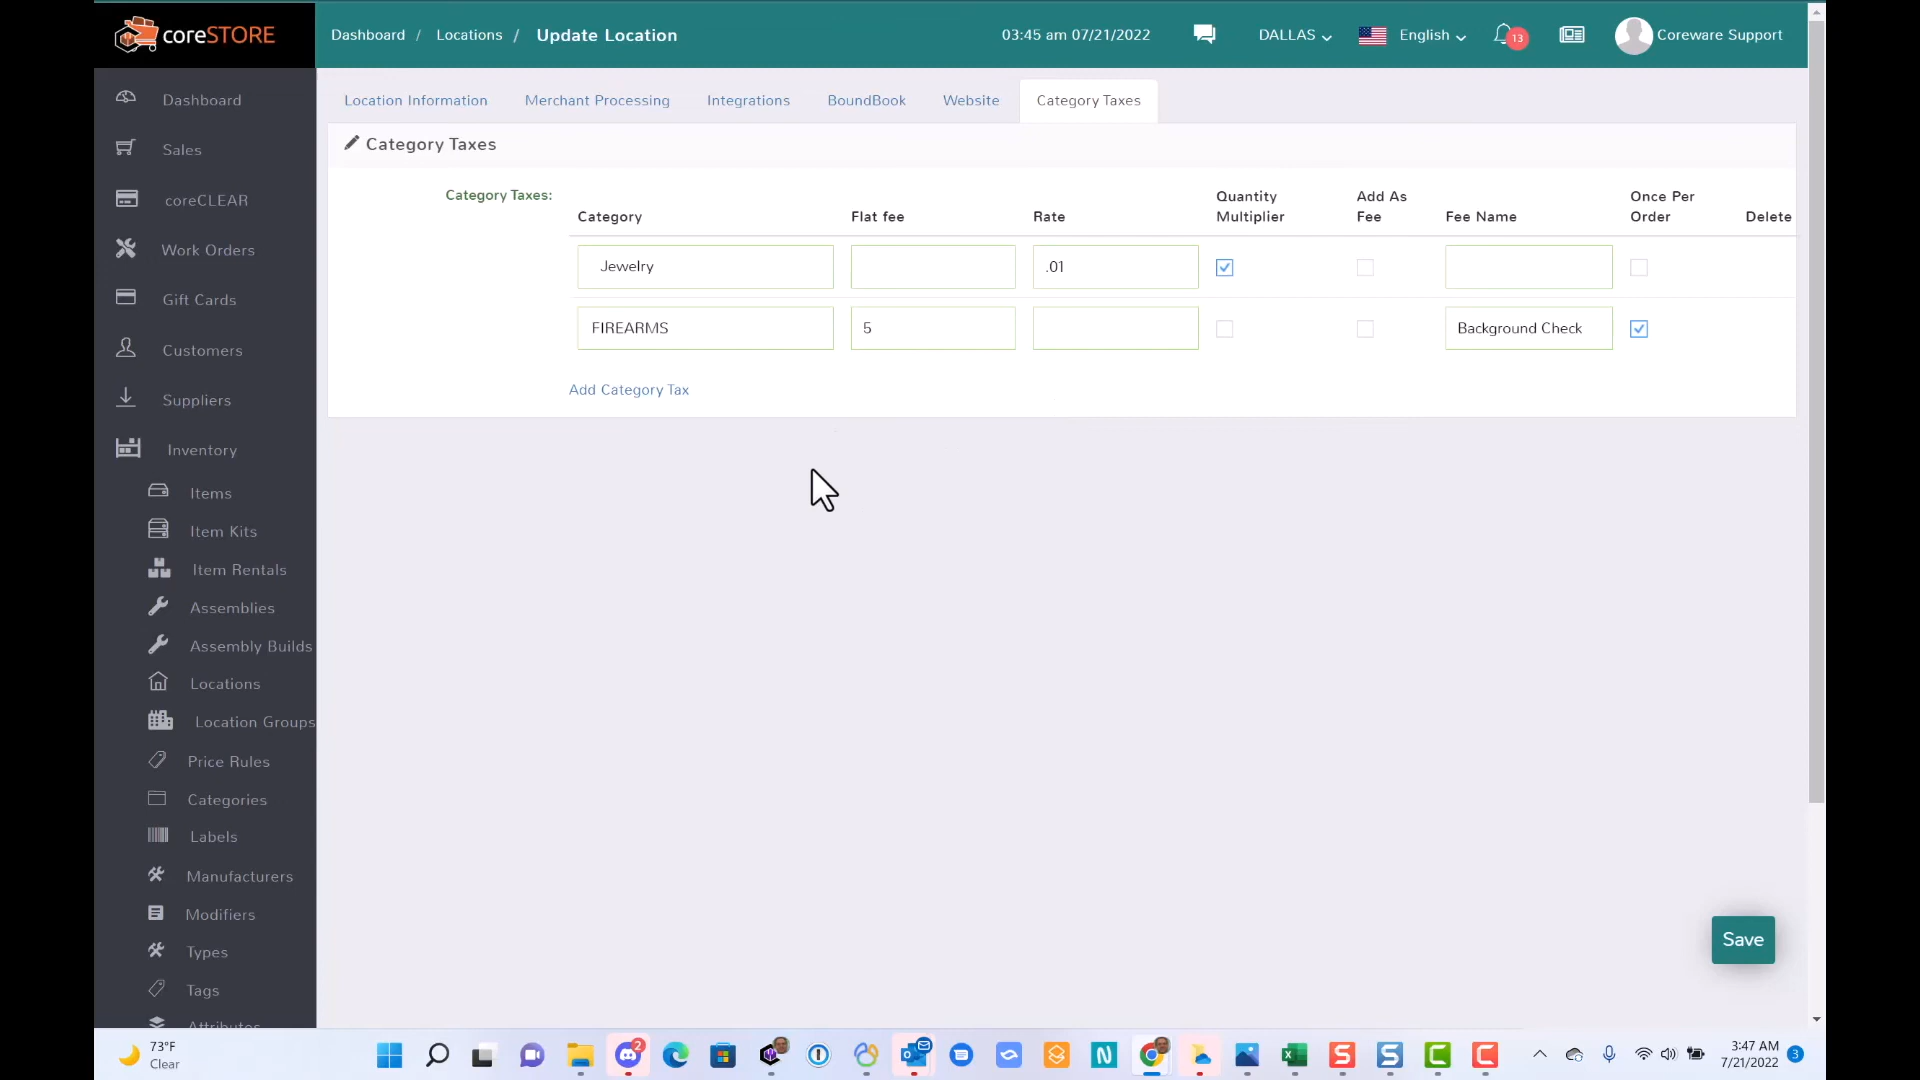 coreSTORE
Dashboard / Locations / Update Location
03:45 am 07/21/2022
DALLAS
English
13
Coreware Support
Dashboard
Sales
coreCLEAR
Work Orders
Gift Cards
Customers
Suppliers
Inventory
Items
Item Kits
Item Rentals
Assemblies
Assembly Builds
Locations
Location Groups
Price Rules
Categories
Labels
Manufacturers
Modifiers
Types
Tags
Attributes
Location Information
Merchant Processing
Integrations
BoundBook
Website
Category Taxes
Category Taxes
Category Taxes:
Category
Flat fee
Rate
Quantity Multiplier
Add As Fee
Fee Name
Once Per Order
Delete
Jewelry
.01
FIREARMS
5
Background Check
Add Category Tax
Save
73°F
Clear
2
3:47 AM
7/21/2022
3